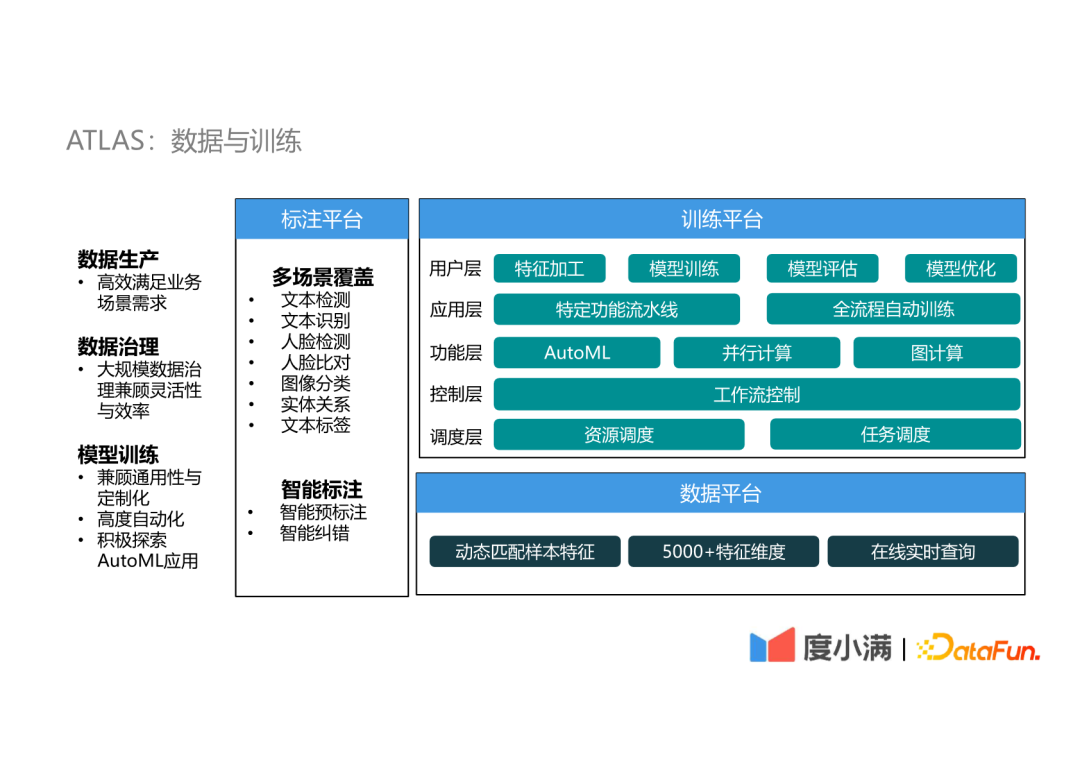 ATLAS：数据与训练
数据生产
• 高效满足业务
场景需求
数据治理
• 大规模数据治
理兼顾灵活性
与效率
模型训练
• 兼顾通用性与
定制化
• 高度自动化
• 积极探索
AutoML应用
标注平台
多场景覆盖
• 文本检测
• 文本识别
• 人脸检测
• 人脸比对
• 图像分类
• 实体关系
• 文本标签
智能标注
• 智能预标注
• 智能纠错
训练平台
用户层 特征加工 模型训练 模型评估 模型优化
应用层 特定功能流水线 全流程自动训练
功能层 AutoML 并行计算 图计算
控制层 工作流控制
调度层 资源调度 任务调度
数据平台
动态匹配样本特征 5000+特征维度 在线实时查询
度小满 | DataFun.